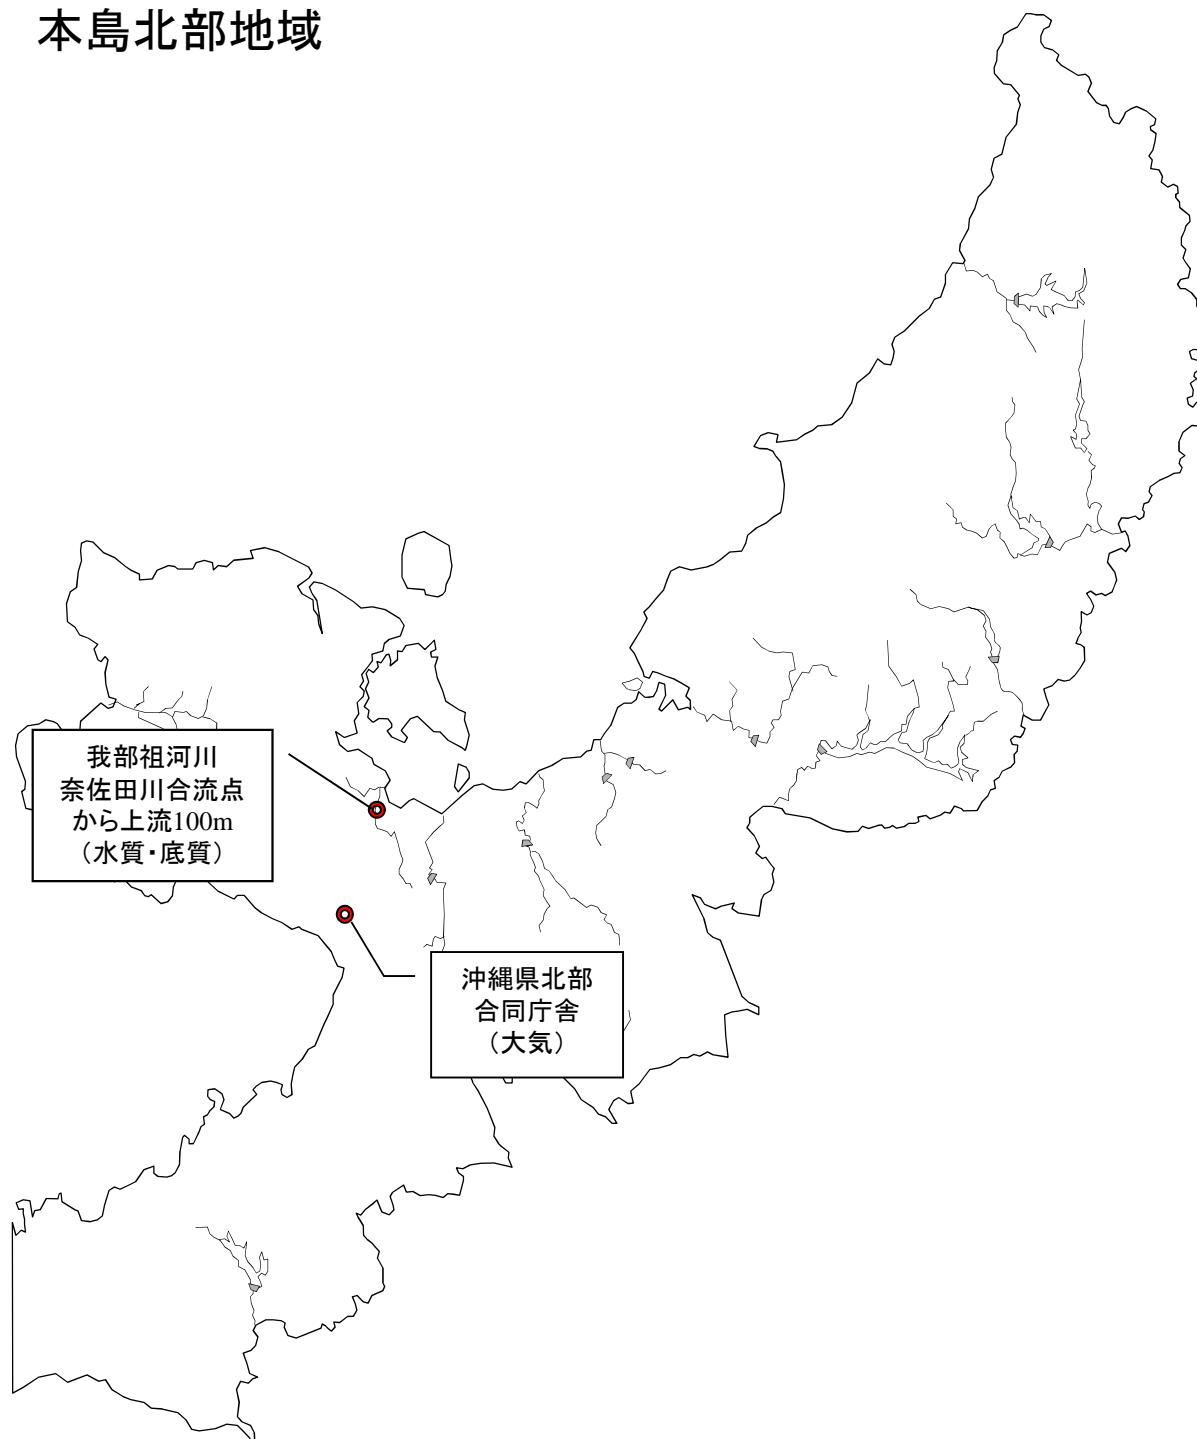 本島北部地域
我部祖河川
奈佐田川合流点
から上流100m
（水質・底質）
沖縄県北部
合同庁舎
（大気）